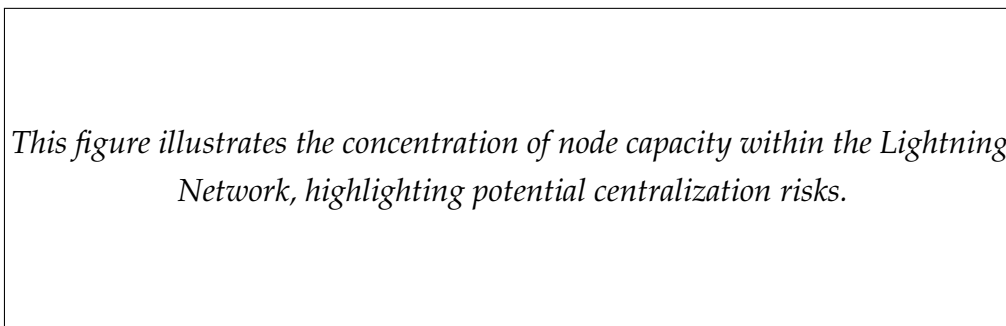 This figure illustrates the concentration of node capacity within the Lightning
Network, highlighting potential centralization risks.